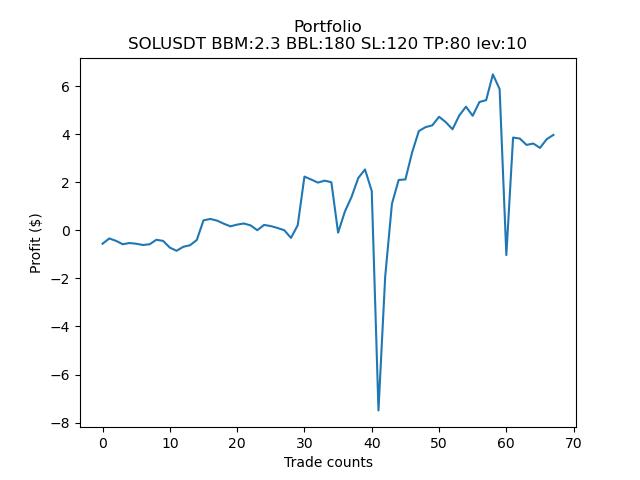 Portfolio
SOLUSDT BBM:2.3 BBL:180 SL:120 TP:80 lev:10
6
4
2
0
−2
−4
−6
−8
Profit ($)
0 10 20 30 40 50 60 70
Trade counts